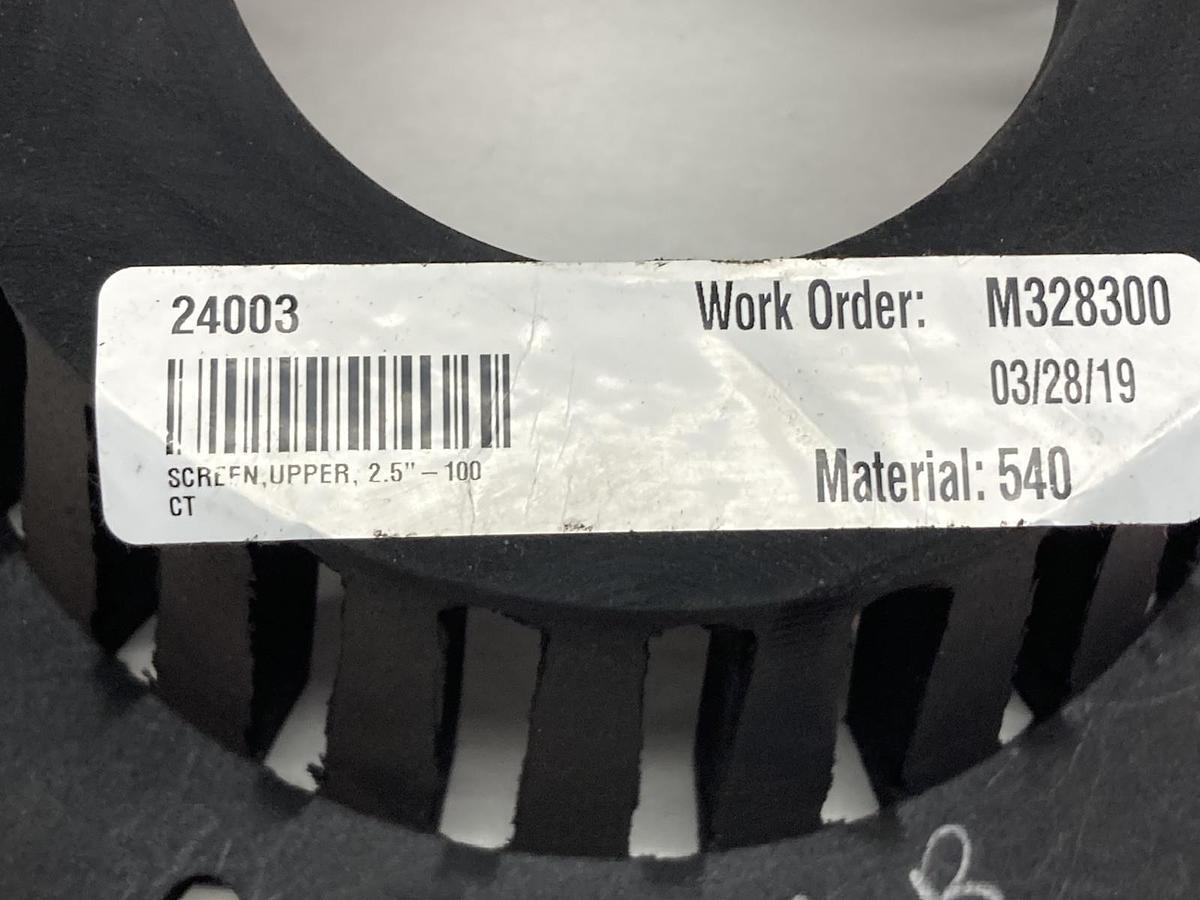 24003
Work Order: M328300
03/28/19
SCREEN,UPPER, 2.5" – 100
CT
Material: 540